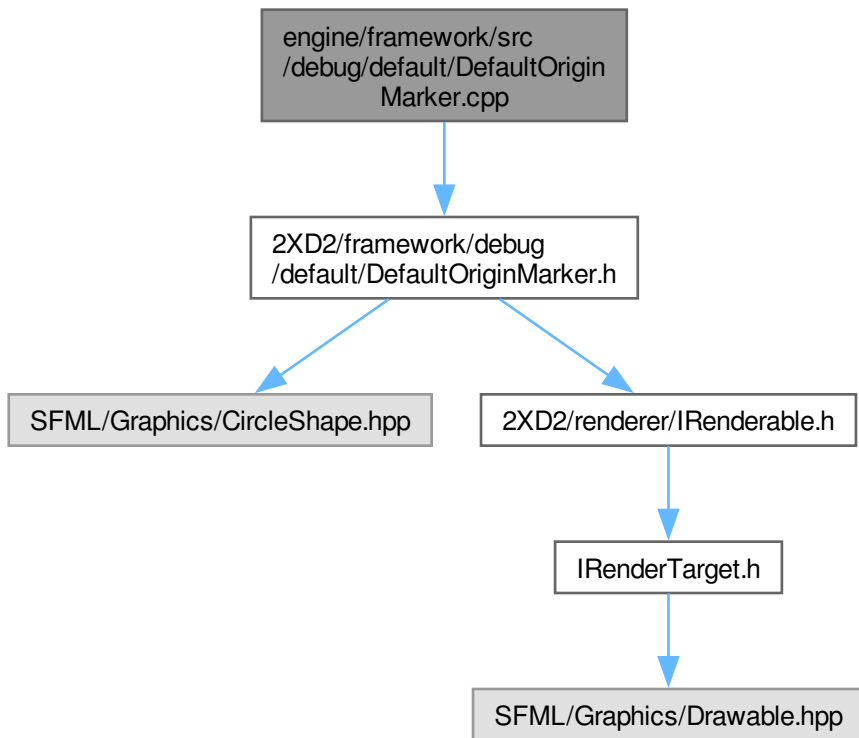 engine/framework/src
/debug/default/DefaultOrigin
Marker.cpp
2XD2/framework/debug
/default/DefaultOriginMarker.h
SFML/Graphics/CircleShape.hpp
2XD2/renderer/IRenderable.h
IRenderTarget.h
SFML/Graphics/Drawable.hpp